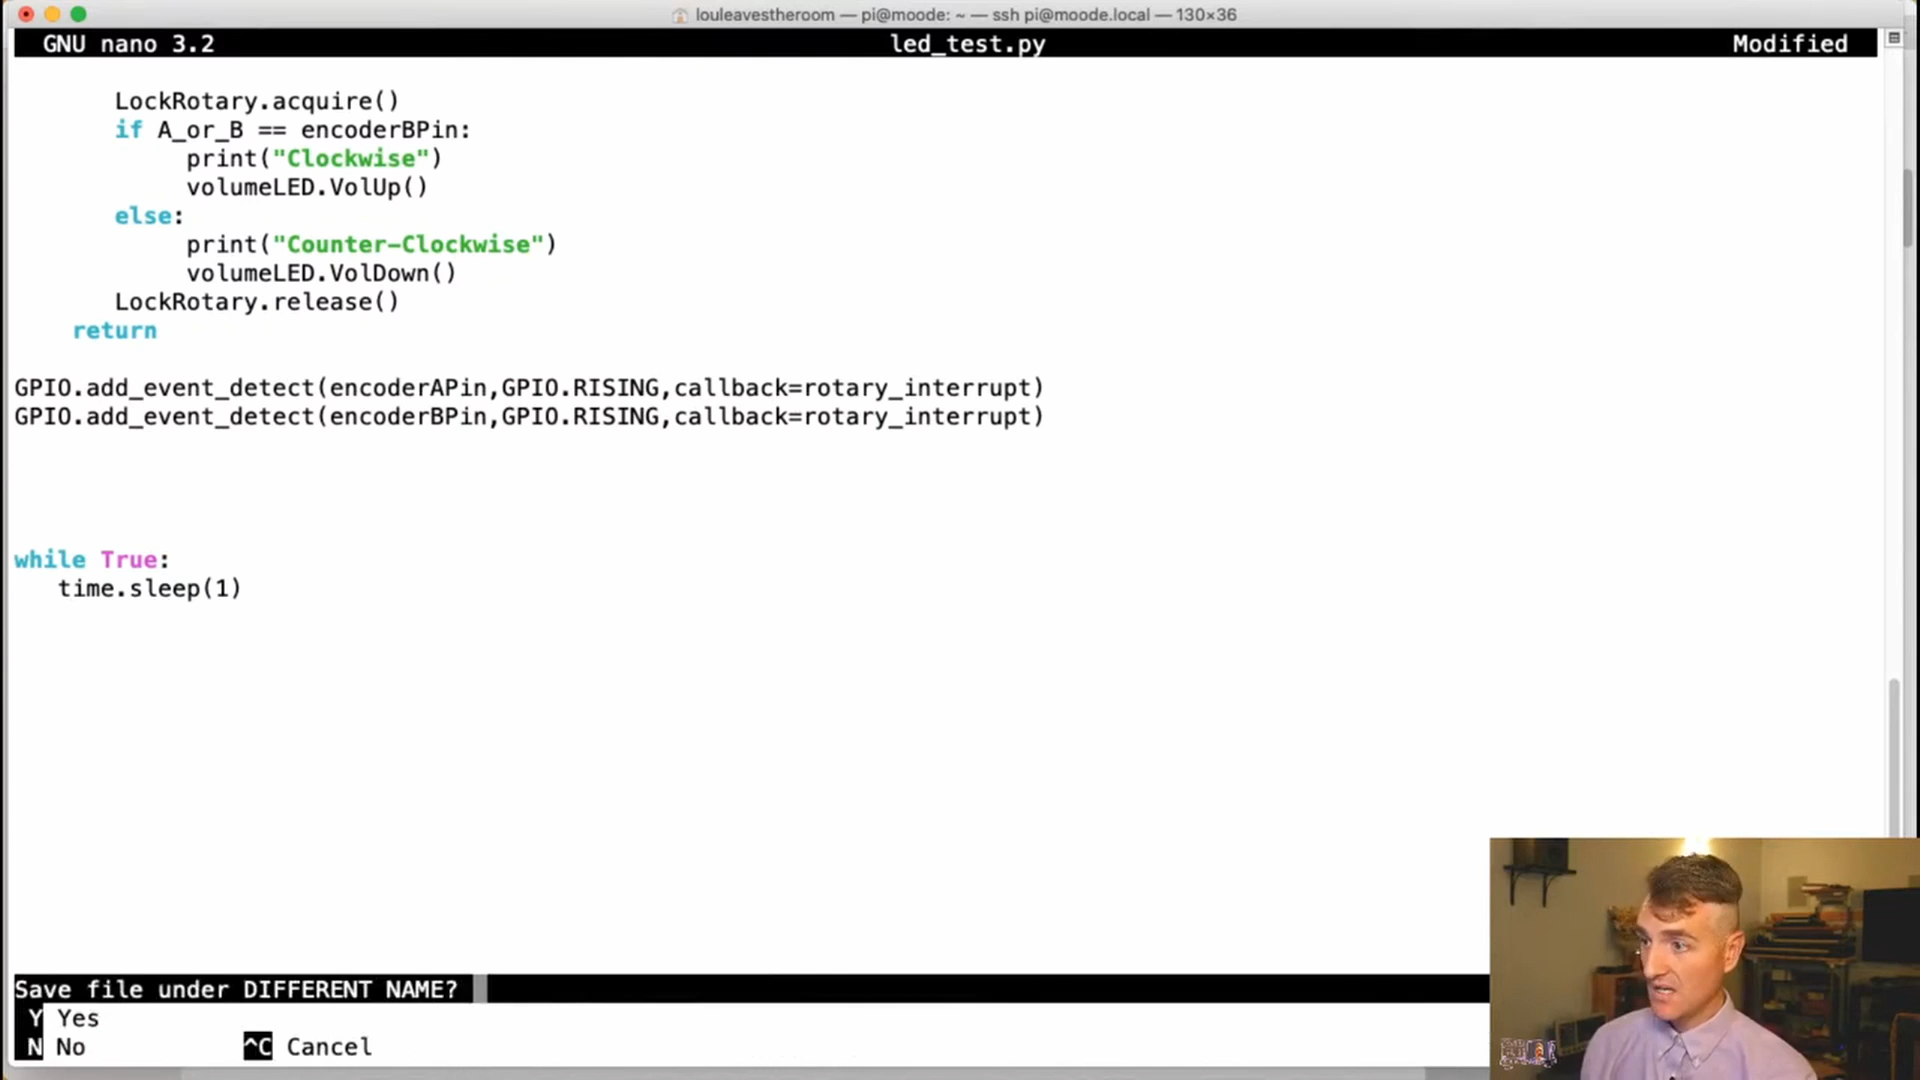 louleavestheroom — pi@moode: ~ — ssh pi@moode.local — 130×36
GNU nano 3.2 led_test.py Modified
LockRotary.acquire()
if A_or_B == encoderBPin:
print("Clockwise")
volumeLED.VolUp()
else:
print("Counter-Clockwise")
volumeLED.VolDown()
LockRotary.release()
return
GPIO.add_event_detect(encoderAPin,GPIO.RISING,callback=rotary_interrupt)
GPIO.add_event_detect(encoderBPin,GPIO.RISING,callback=rotary_interrupt)
while True:
time.sleep(1)
Save file under DIFFERENT NAME?
Y Yes
N No ^C Cancel